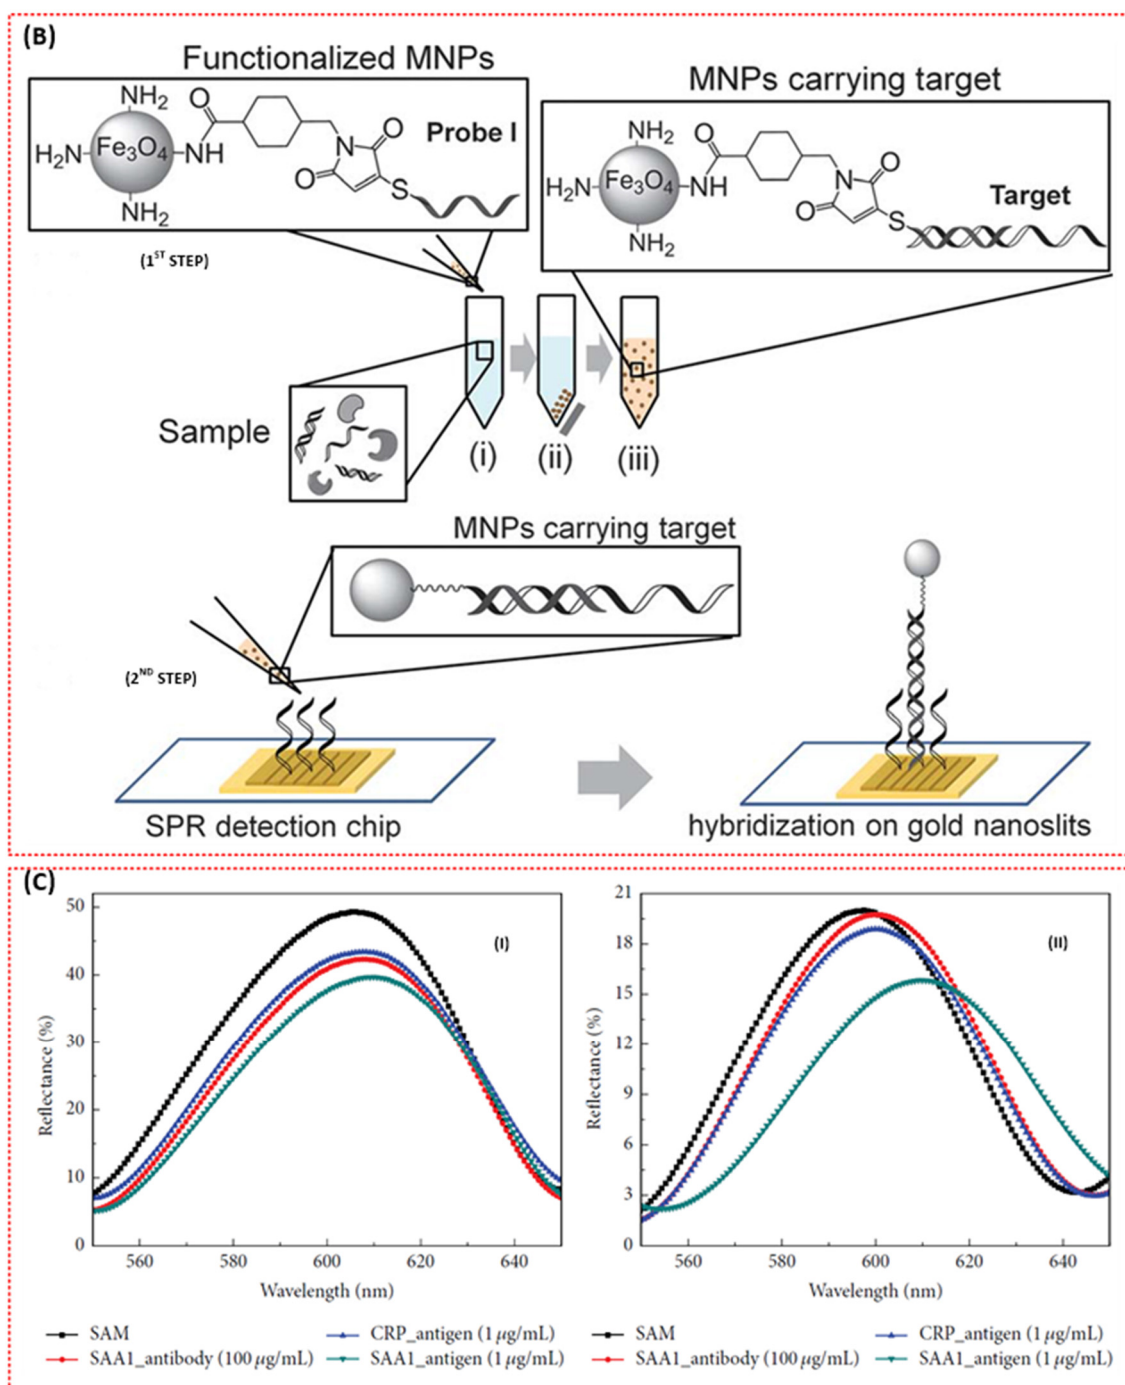 (B)
Functionalized MNPs
MNPs carrying target
NH₂
O
H₂N
Fe₃O₄
NH
N
O
O
S
NH₂
Probe I
NH₂
O
H₂N
Fe₃O₄
NH
N
O
O
S
NH₂
Target
(1ST STEP)
Sample
(i)
(ii)
(iii)
MNPs carrying target
(2ND STEP)
SPR detection chip
hybridization on gold nanoslits
(C)
50
40
30
20
10
0
Reflectance (%)
(I)
560
580
600
620
640
Wavelength (nm)
21
18
15
12
9
6
3
0
Reflectance (%)
(II)
560
580
600
620
640
Wavelength (nm)
SAM
CRP_antigen (1 μg/mL)
SAA1_antibody (100 μg/mL)
SAA1_antigen (1 μg/mL)
SAM
CRP_antigen (1 μg/mL)
SAA1_antibody (100 μg/mL)
SAA1_antigen (1 μg/mL)